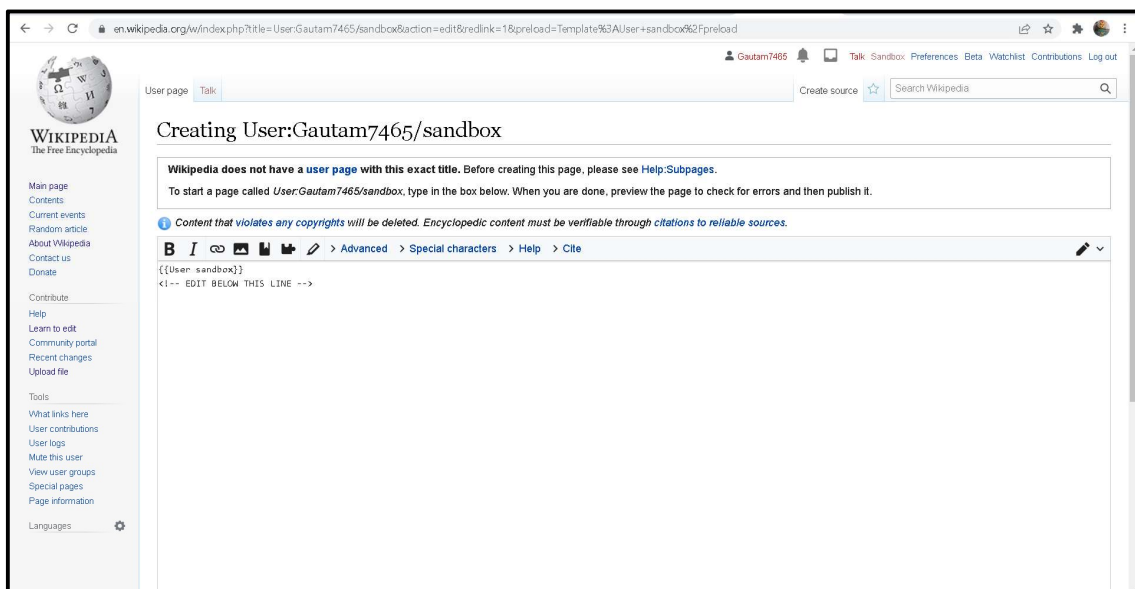 en.wikipedia.org/w/index.php?title=User:Gautam7465/sandbox&action=edit&redlink=1&preload=Template%3AUser+sandbox%2Fpreload
Gautam7465 Talk Sandbox Preferences Beta Watchlist Contributions Log out
User page Talk Create source Search Wikipedia
WIKIPEDIA
The Free Encyclopedia
Creating User:Gautam7465/sandbox
Wikipedia does not have a user page with this exact title. Before creating this page, please see Help:Subpages.
To start a page called User:Gautam7465/sandbox, type in the box below. When you are done, preview the page to check for errors and then publish it.
Content that violates any copyrights will be deleted. Encyclopedic content must be verifiable through citations to reliable sources.
B I > Advanced > Special characters > Help > Cite
{{User sandbox}}
<!-- EDIT BELOW THIS LINE -->
Main page
Contents
Current events
Random article
About Wikipedia
Contact us
Donate
Contribute
Help
Learn to edit
Community portal
Recent changes
Upload file
Tools
What links here
User contributions
User logs
Mute this user
View user groups
Special pages
Page information
Languages